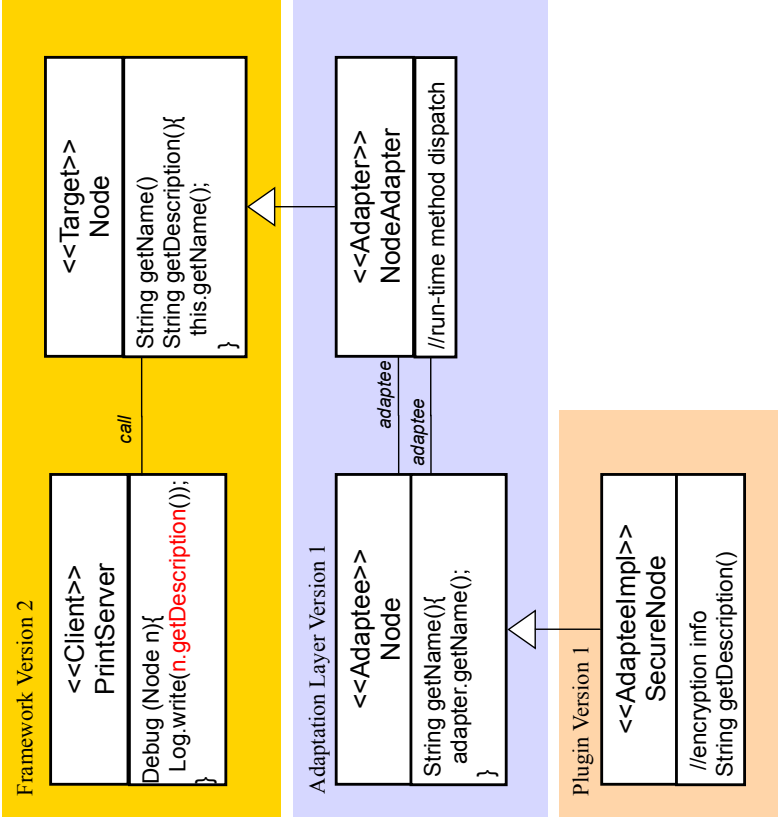 Framework Version 2
<<Client>>
PrintServer
Debug (Node n){
Log.write(n.getDescription());
}
call
<<Target>>
Node
String getName()
String getDescription(){
this.getName();
}
Adaptation Layer Version 1
<<Adaptee>>
Node
String getName(){
adapter.getName();
}
adaptee
adaptee
<<Adapter>>
NodeAdapter
//run-time method dispatch
Plugin Version 1
<<AdapteeImpl>>
SecureNode
//encryption info
String getDescription()